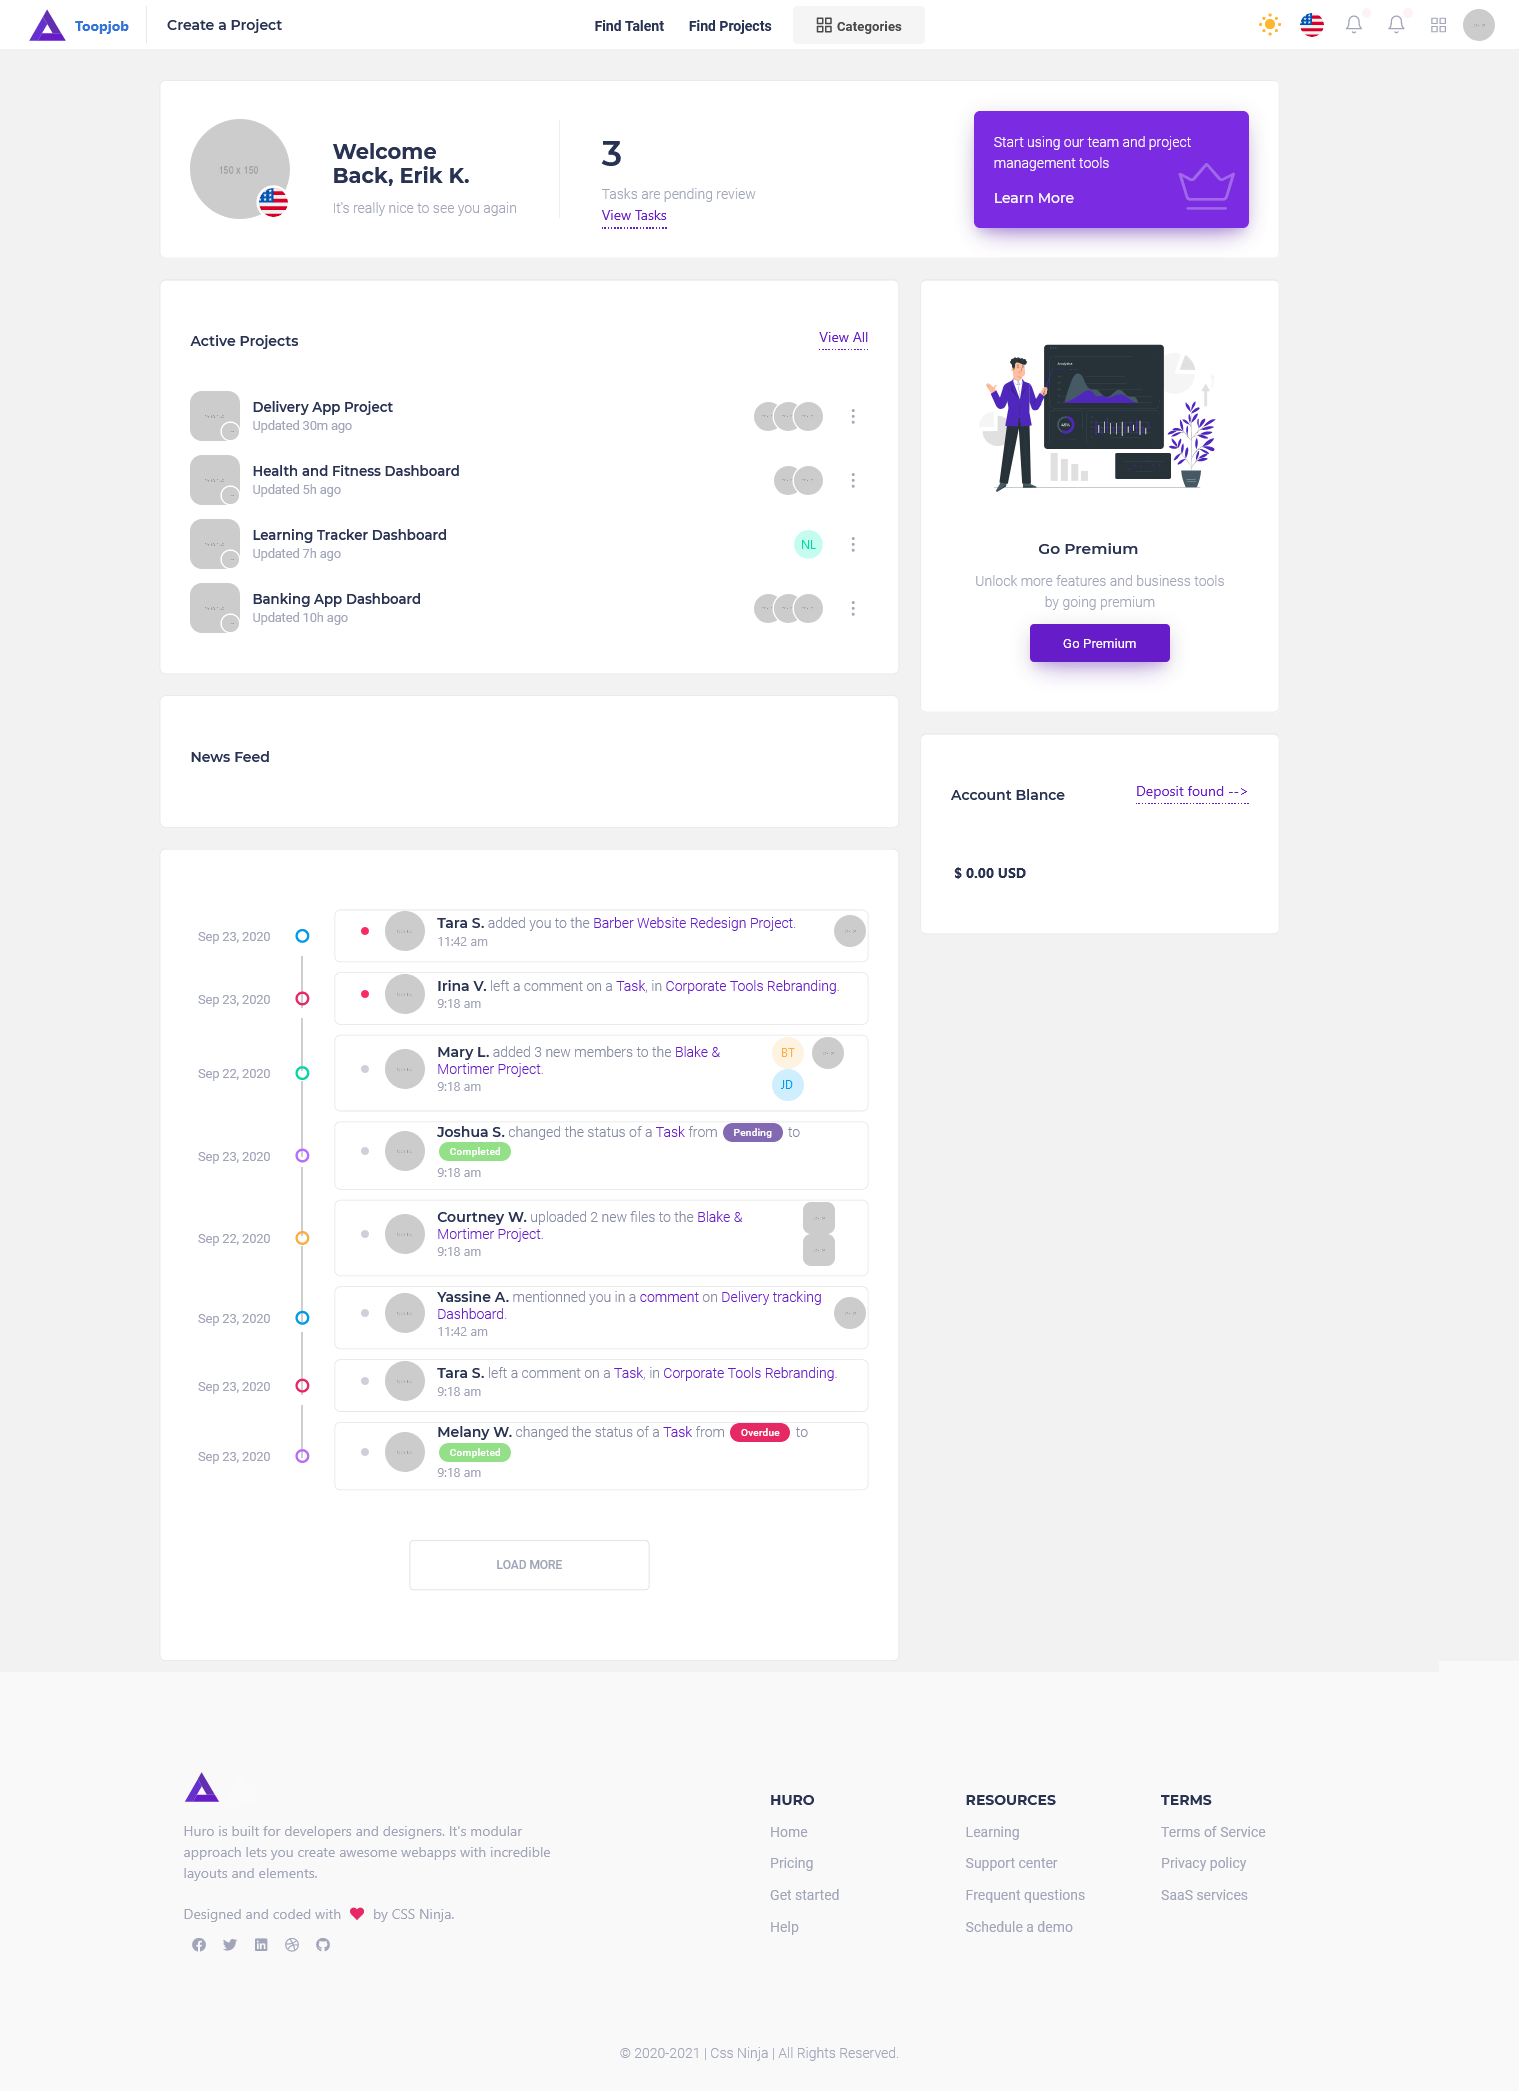 Toopjob
Create a Project
Find Talent
Find Projects
Categories
150 x 150
Welcome
Back, Erik K.
It's really nice to see you again
3
Tasks are pending review
View Tasks
Start using our team and project
management tools
Learn More
Active Projects
View All
Delivery App Project
Updated 30m ago
Health and Fitness Dashboard
Updated 5h ago
Learning Tracker Dashboard
Updated 7h ago
NL
Banking App Dashboard
Updated 10h ago
Analytics
Go Premium
Unlock more features and business tools
by going premium
Go Premium
News Feed
Account Blance
Deposit found -->
$ 0.00 USD
Sep 23, 2020
Tara S. added you to the Barber Website Redesign Project.
11:42 am
Sep 23, 2020
Irina V. left a comment on a Task, in Corporate Tools Rebranding.
9:18 am
Sep 22, 2020
Mary L. added 3 new members to the Blake &
Mortimer Project.
9:18 am
BT
JD
Sep 23, 2020
Joshua S. changed the status of a Task from Pending to
Completed
9:18 am
Sep 22, 2020
Courtney W. uploaded 2 new files to the Blake &
Mortimer Project.
9:18 am
Sep 23, 2020
Yassine A. mentionned you in a comment on Delivery tracking
Dashboard.
11:42 am
Sep 23, 2020
Tara S. left a comment on a Task, in Corporate Tools Rebranding.
9:18 am
Sep 23, 2020
Melany W. changed the status of a Task from Overdue to
Completed
9:18 am
LOAD MORE
Huro is built for developers and designers. It's modular
approach lets you create awesome webapps with incredible
layouts and elements.
Designed and coded with by CSS Ninja.
HURO
Home
Pricing
Get started
Help
RESOURCES
Learning
Support center
Frequent questions
Schedule a demo
TERMS
Terms of Service
Privacy policy
SaaS services
© 2020-2021 | Css Ninja | All Rights Reserved.